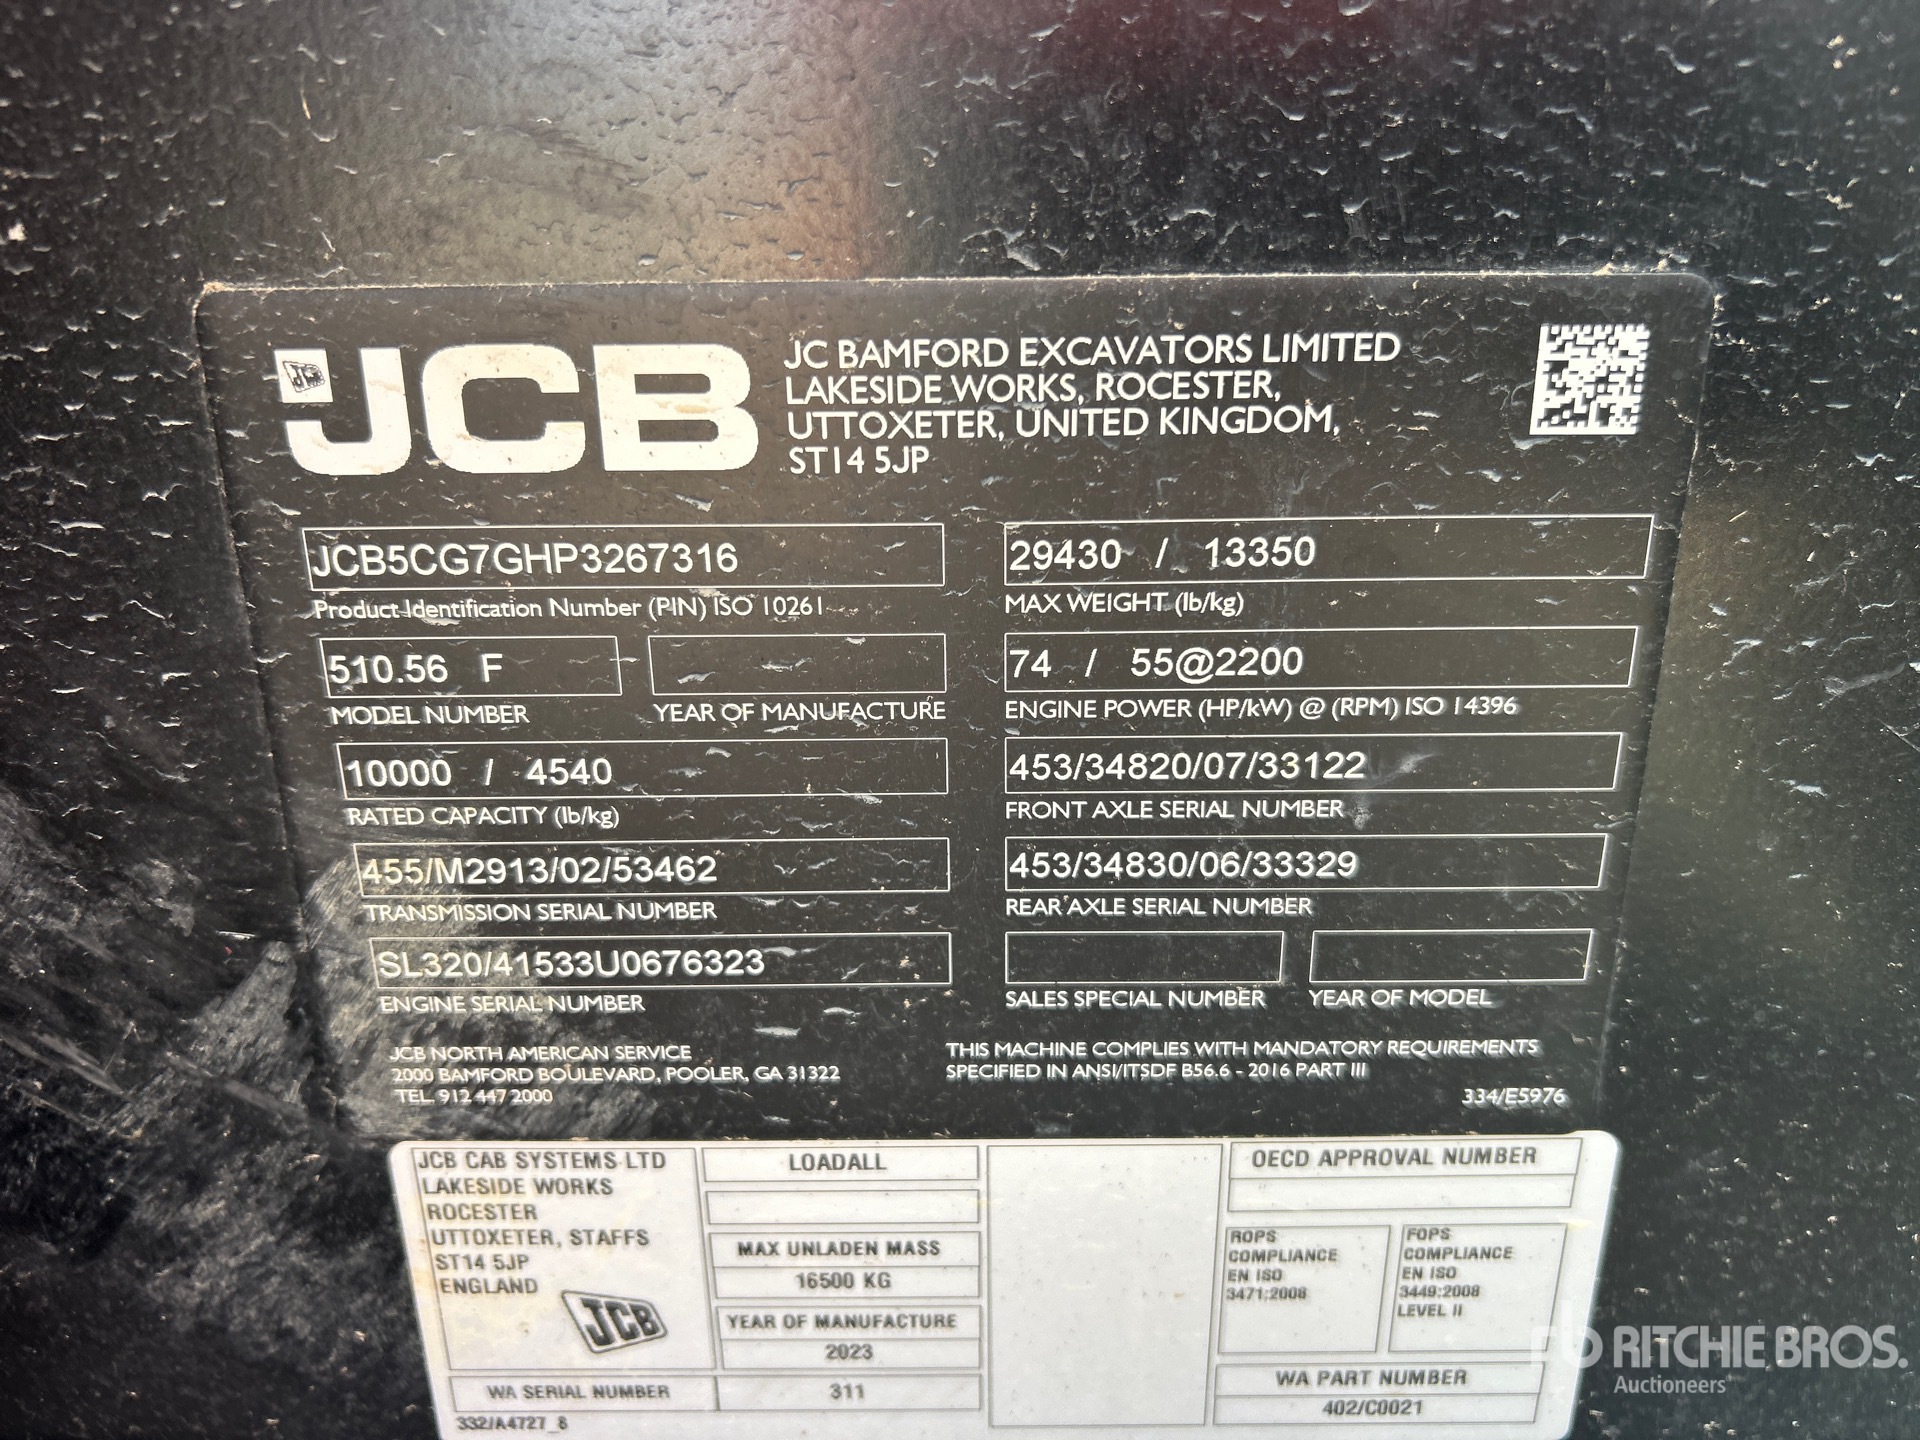 JCB
JC BAMFORD EXCAVATORS LIMITED
LAKESIDE WORKS, ROCESTER,
UTTOXETER, UNITED KINGDOM,
ST14 5JP
JCB5CG7GHP3267316
Product Identification Number (PIN) ISO 10261
29430 / 13350
MAX WEIGHT (lb/kg)
510.56 F
MODEL NUMBER
YEAR OF MANUFACTURE
74 / 55@2200
ENGINE POWER (HP/kW) @ (RPM) ISO 14396
10000 / 4540
RATED CAPACITY (lb/kg)
453/34820/07/33122
FRONT AXLE SERIAL NUMBER
455/M2913/02/53462
TRANSMISSION SERIAL NUMBER
453/34830/06/33329
REAR AXLE SERIAL NUMBER
SL320/41533U0676323
ENGINE SERIAL NUMBER
SALES SPECIAL NUMBER
YEAR OF MODEL
JCB NORTH AMERICAN SERVICE
2000 BAMFORD BOULEVARD, POOLER, GA 31322
TEL. 912 447 2000
THIS MACHINE COMPLIES WITH MANDATORY REQUIREMENTS
SPECIFIED IN ANSI/ITSDF B56.6 - 2016 PART III
334/E5976
JCB CAB SYSTEMS LTD
LAKESIDE WORKS
ROCESTER
UTTOXETER, STAFFS
ST14 5JP
ENGLAND
JCB
LOADALL
MAX UNLADEN MASS
16500 KG
YEAR OF MANUFACTURE
2023
WA SERIAL NUMBER
311
332/A4727_8
OECD APPROVAL NUMBER
ROPS
COMPLIANCE
EN ISO
3471:2008
FOPS
COMPLIANCE
EN ISO
3449:2008
LEVEL II
WA PART NUMBER
402/C0021
RITCHIE BROS.
Auctioneers